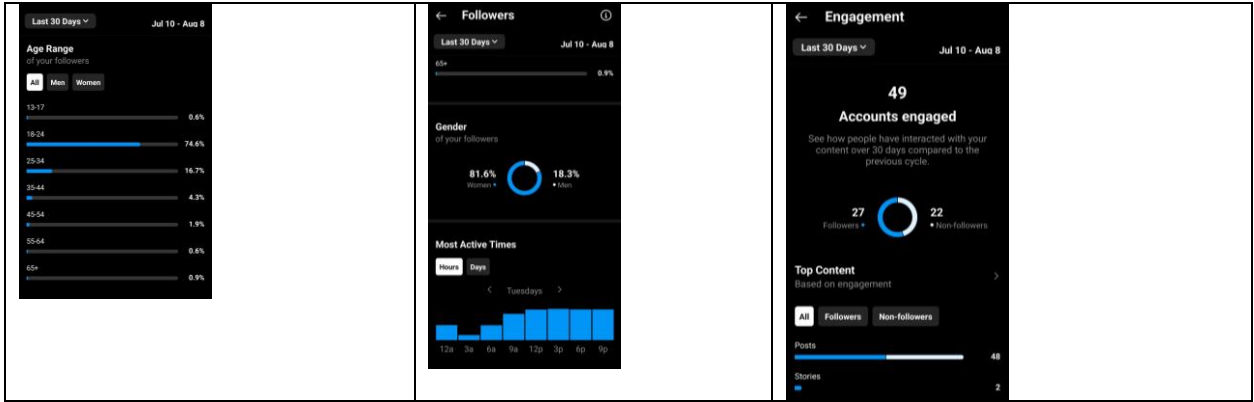 Last 30 Days
Jul 10 - Aug 8
Age Range
of your followers
All Men Women
13-17
0.6%
18-24
74.6%
25-34
16.7%
35-44
4.3%
45-54
1.9%
55-64
0.6%
65+
0.9%
Followers
Last 30 Days
Jul 10 - Aug 8
65+
0.9%
Gender
of your followers
81.6% 18.3%
Women Men
Most Active Times
Hours Days
Tuesdays
12a 3a 6a 9a 12p 3p 6p 9p
Engagement
Last 30 Days
Jul 10 - Aug 8
49
Accounts engaged
See how people have interacted with your
content over 30 days compared to the
previous cycle.
27 22
Followers Non-followers
Top Content
Based on engagement
All Followers Non-followers
Posts
48
Stories
2